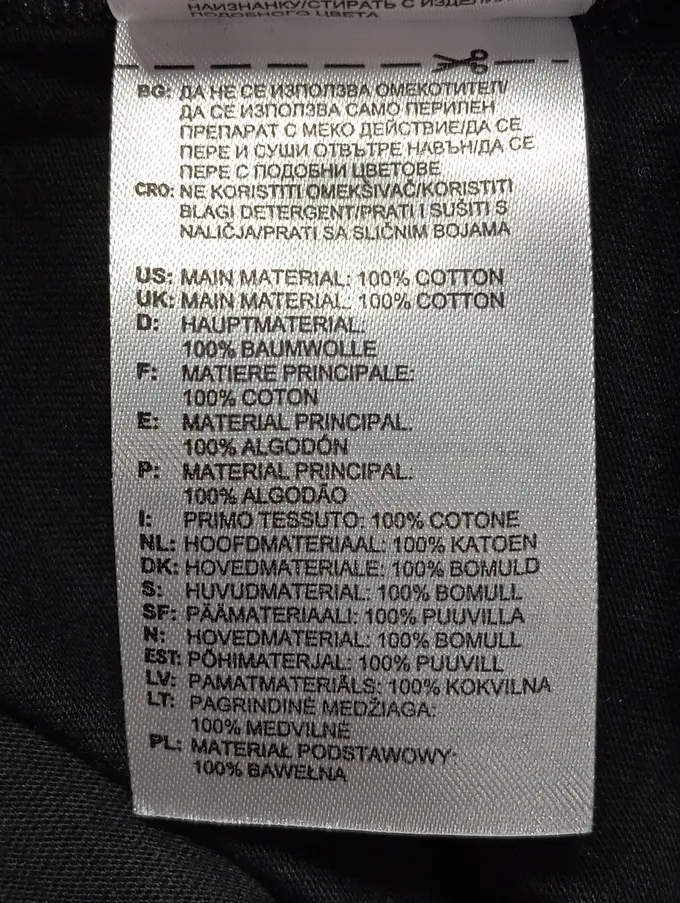 НАИЗНАНКУ/СТИРАТЬ С ИЗДЕЛИ
ПОДОБНОГО ЦВЕТА
BG: ДА НЕ СЕ ИЗПОЛЗВА ОМЕКОТИТЕЛ/
ДА СЕ ИЗПОЛЗВА САМО ПЕРИЛЕН
ПРЕПАРАТ С МЕКО ДЕЙСТВИЕ/ДА СЕ
ПЕРЕ И СУШИ ОТВЪТРЕ НАВЪН/ДА СЕ
ПЕРЕ С ПОДОБНИ ЦВЕТОВЕ
CRO: NE KORISTITI OMEKŠIVAČ/KORISTITI
BLAGI DETERGENT/PRATI I SUŠITI S
NALIČJA/PRATI SA SLIČNIM BOJAMA
US: MAIN MATERIAL: 100% COTTON
UK: MAIN MATERIAL: 100% COTTON
D: HAUPTMATERIAL:
100% BAUMWOLLE
F: MATIERE PRINCIPALE:
100% COTON
E: MATERIAL PRINCIPAL:
100% ALGODÓN
P: MATERIAL PRINCIPAL:
100% ALGODÃO
I: PRIMO TESSUTO: 100% COTONE
NL: HOOFDMATERIAAL: 100% KATOEN
DK: HOVEDMATERIALE: 100% BOMULD
S: HUVUDMATERIAL: 100% BOMULL
SF: PÄÄMATERIAALI: 100% PUUVILLA
N: HOVEDMATERIAL: 100% BOMULL
EST: PÕHIMATERJAL: 100% PUUVILL
LV: PAMATMATERIĀLS: 100% KOKVILNA
LT: PAGRINDINĖ MEDŽIAGA:
100% MEDVILNĖ
PL: MATERIAŁ PODSTAWOWY:
100% BAWEŁNA